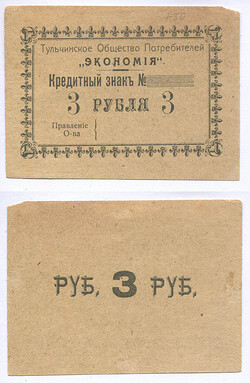 Тульчинское Общество Потребителей
„ЭКОНОМІЯ“.
Кредитный знакъ №
3 РУБЛЯ 3
Правленіе
О-ва
РУБ. 3 РУБ.